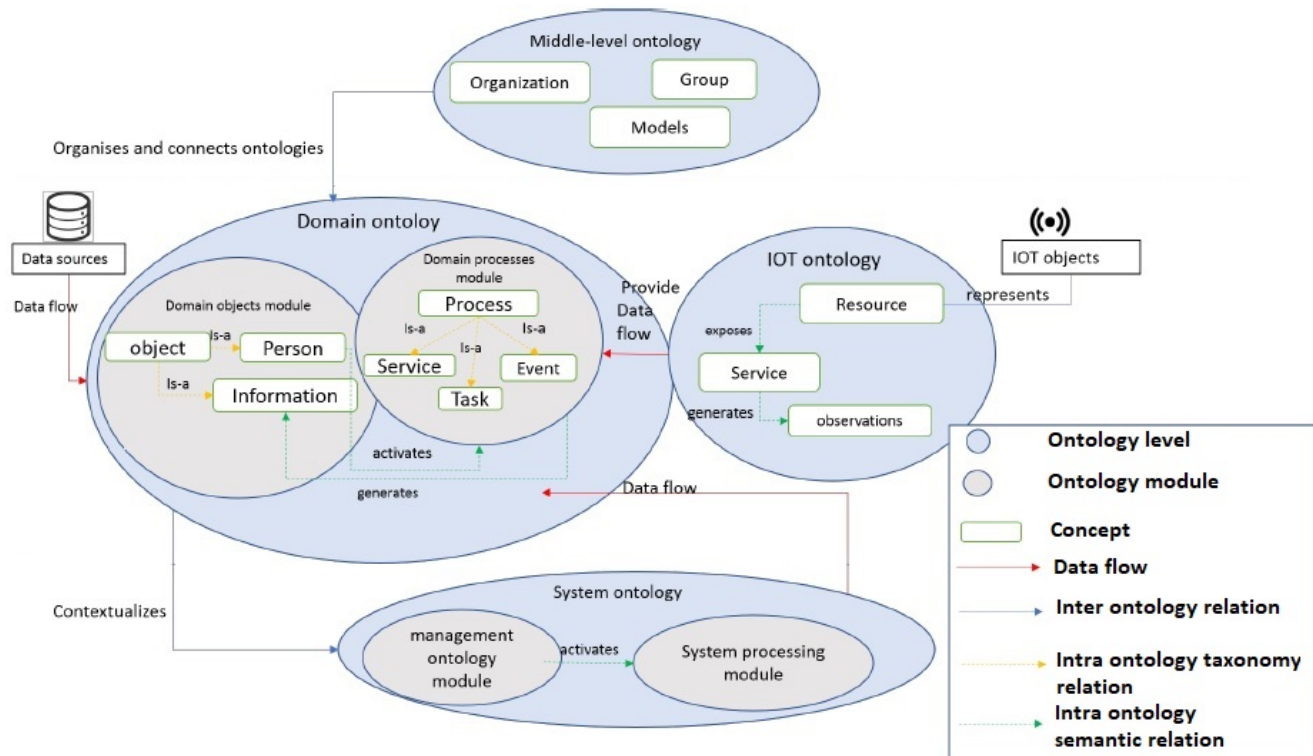 Middle-level ontology
Organization
Group
Models
Organises and connects ontologies
Data sources
Data flow
Domain ontoloy
Domain objects module
object
Is-a
Person
Is-a
Information
Domain processes
module
Process
Is-a
Is-a
Is-a
Service
Event
Task
activates
generates
Provide
Data
flow
IOT ontology
IOT objects
represents
Resource
exposes
Service
generates
observations
Data flow
Contextualizes
System ontology
management
ontology
module
activates
System processing
module
Ontology level
Ontology module
Concept
Data flow
Inter ontology relation
Intra ontology taxonomy
relation
Intra ontology
semantic relation